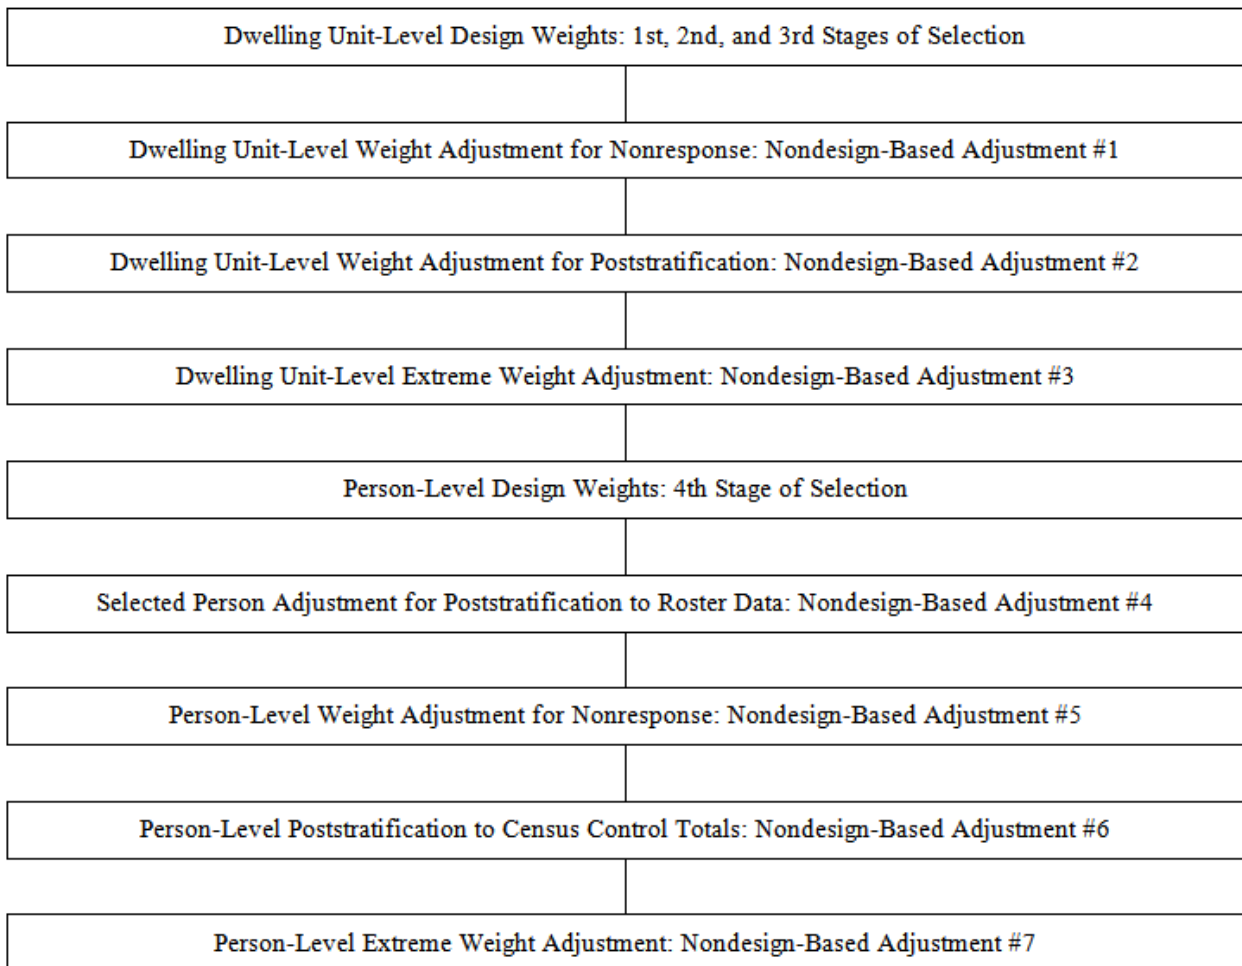 Dwelling Unit-Level Design Weights: 1st, 2nd, and 3rd Stages of Selection
Dwelling Unit-Level Weight Adjustment for Nonresponse: Nondesign-Based Adjustment #1
Dwelling Unit-Level Weight Adjustment for Poststratification: Nondesign-Based Adjustment #2
Dwelling Unit-Level Extreme Weight Adjustment: Nondesign-Based Adjustment #3
Person-Level Design Weights: 4th Stage of Selection
Selected Person Adjustment for Poststratification to Roster Data: Nondesign-Based Adjustment #4
Person-Level Weight Adjustment for Nonresponse: Nondesign-Based Adjustment #5
Person-Level Poststratification to Census Control Totals: Nondesign-Based Adjustment #6
Person-Level Extreme Weight Adjustment: Nondesign-Based Adjustment #7